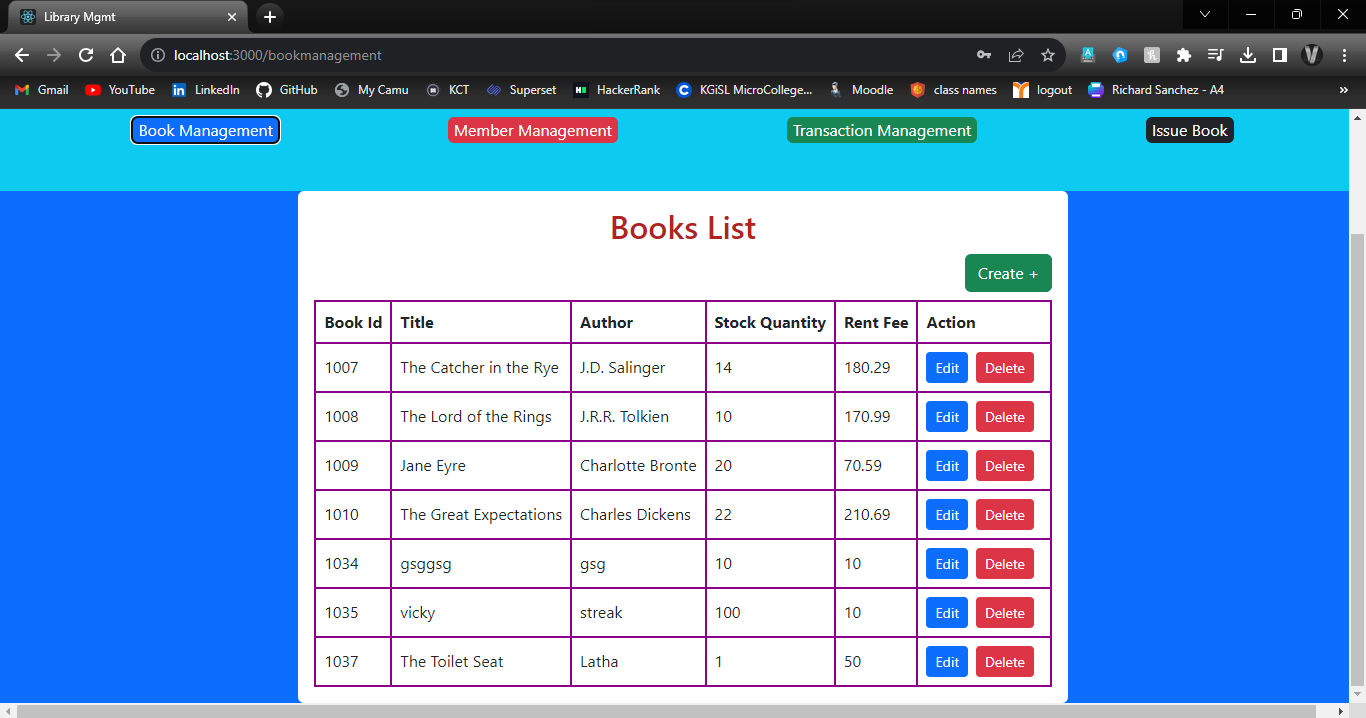 Library Mgmt
localhost:3000/bookmanagement
Gmail YouTube LinkedIn GitHub My Camu KCT Superset HackerRank KGiSL MicroCollege... Moodle class names logout Richard Sanchez - A4 »
Book Management Member Management Transaction Management Issue Book
Books List
Create +
Book Id Title Author Stock Quantity Rent Fee Action
1007 The Catcher in the Rye J.D. Salinger 14 180.29 Edit Delete
1008 The Lord of the Rings J.R.R. Tolkien 10 170.99 Edit Delete
1009 Jane Eyre Charlotte Bronte 20 70.59 Edit Delete
1010 The Great Expectations Charles Dickens 22 210.69 Edit Delete
1034 gsggsg gsg 10 10 Edit Delete
1035 vicky streak 100 10 Edit Delete
1037 The Toilet Seat Latha 1 50 Edit Delete